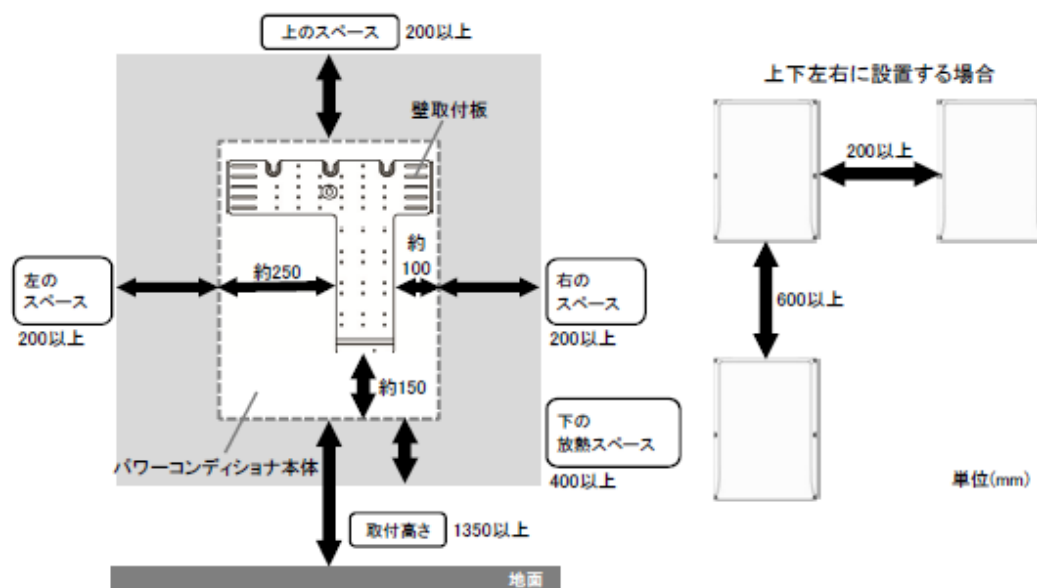 上のスペース 200以上
壁取付板
左の
スペース
200以上
約250
約
100
右の
スペース
200以上
約150
パワーコンディショナ本体
下の
放熱スペース
400以上
取付高さ 1350以上
地面
上下左右に設置する場合
200以上
600以上
単位(mm)